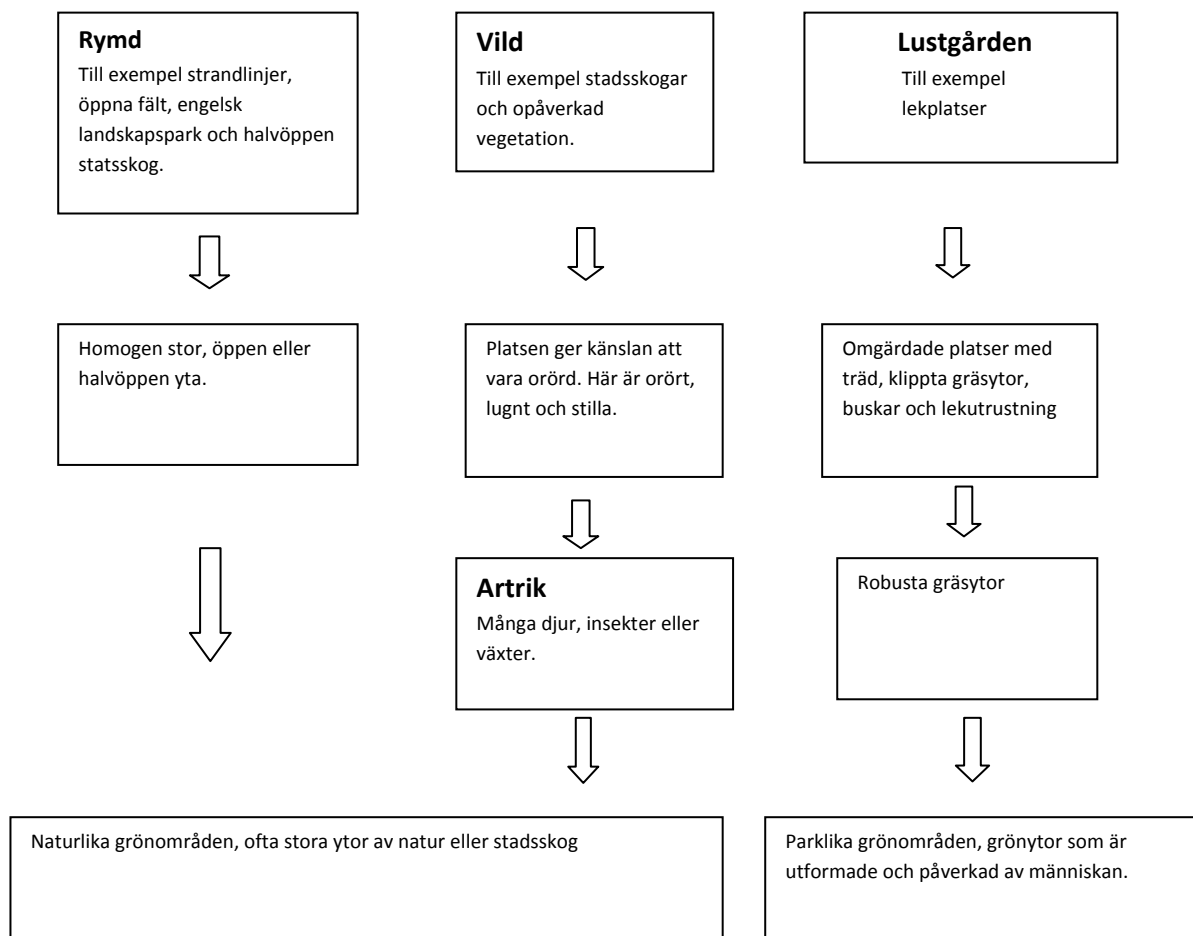 Rymd
Till exempel strandlinjer,
öppna fält, engelsk
landskapspark och halvöppen
statsskog.
Vild
Till exempel stadsskogar
och opåverkad
vegetation.
Lustgården
Till exempel
lekplatser
Homogen stor, öppen eller
halvöppen yta.
Platsen ger känslan att
vara orörd. Här är orört,
lugnt och stilla.
Omgärdade platser med
träd, klippta gräsytor,
buskar och lekutrustning
Artrik
Många djur, insekter eller
växter.
Robusta gräsytor
Naturlika grönområden, ofta stora ytor av natur eller stadsskog
Parklika grönområden, grönytor som är
utformade och påverkad av människan.